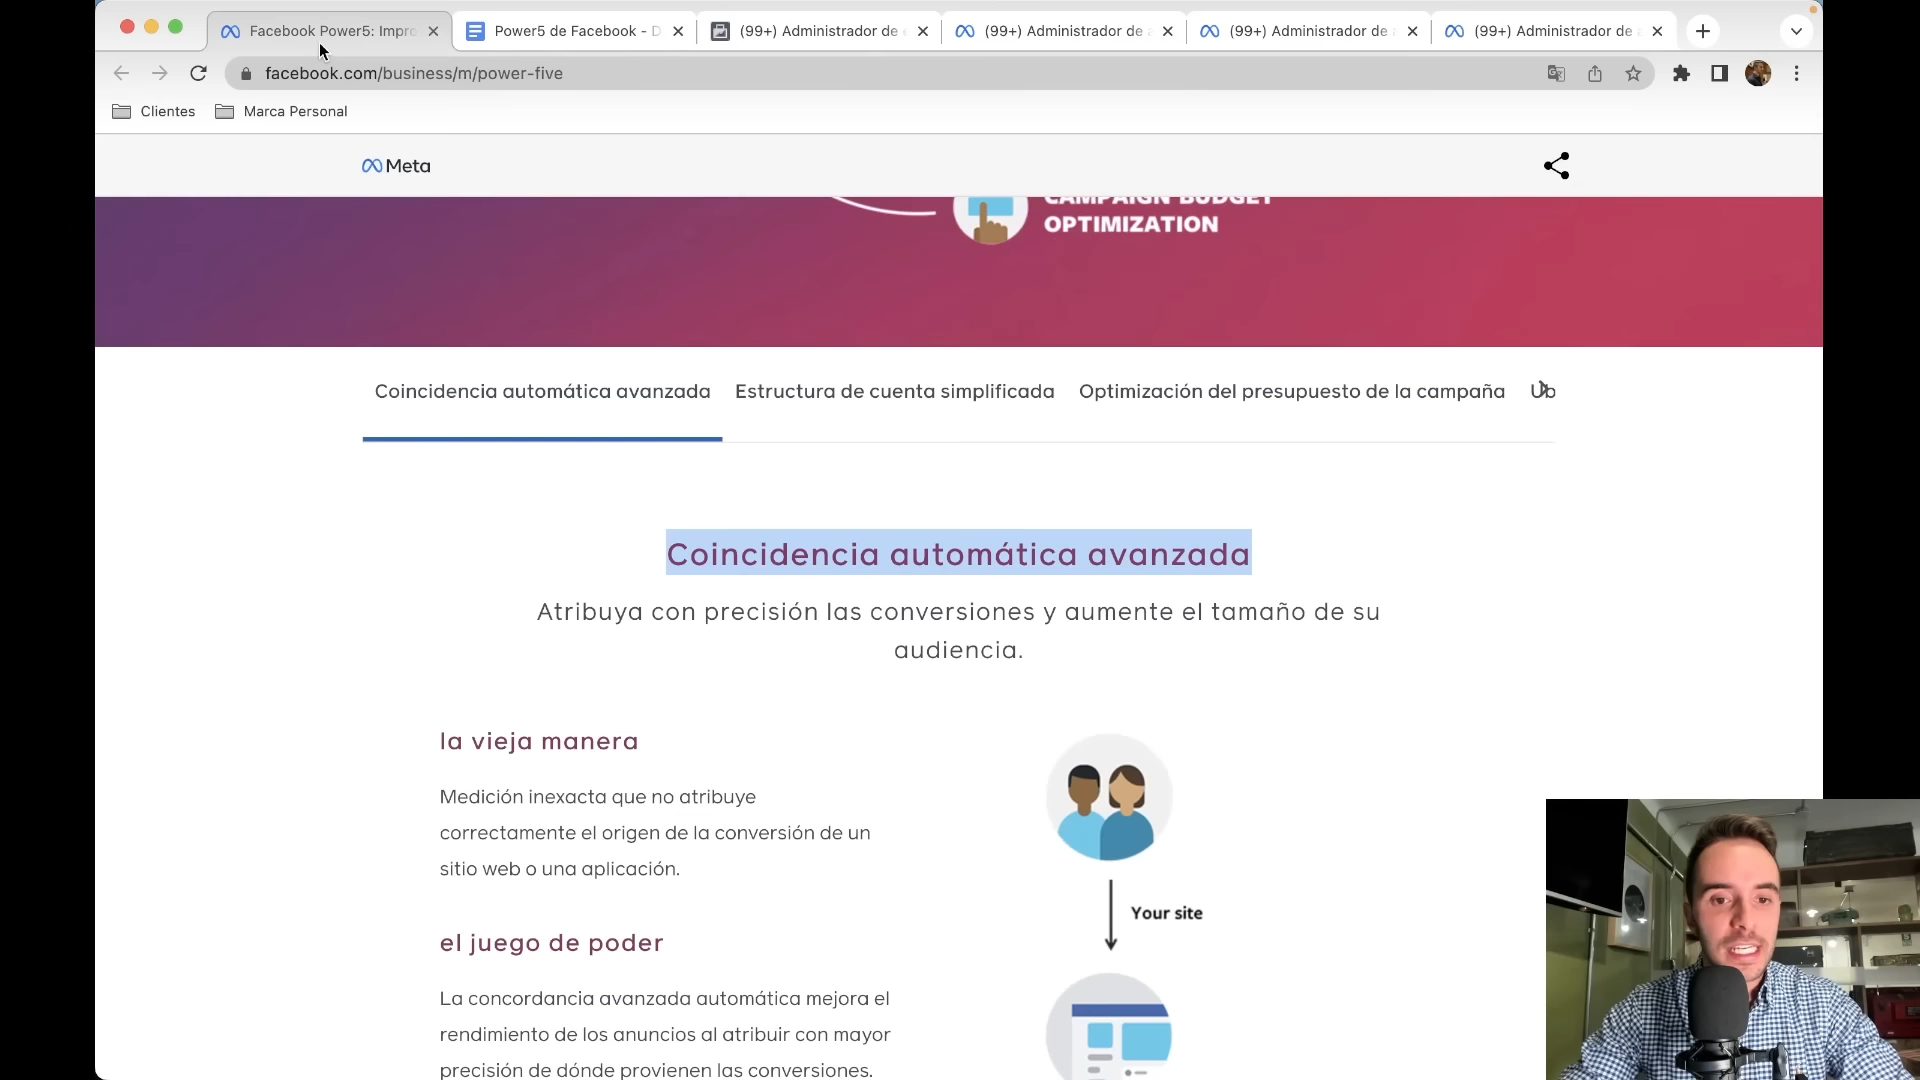 Facebook Power5: Impro
Power5 de Facebook - D
(99+) Administrador de
(99+) Administrador de a
(99+) Administrador de a
(99+) Administrador de a
facebook.com/business/m/power-five
Clientes
Marca Personal
Meta
CAMPAIGN BUDGET
OPTIMIZATION
Coincidencia automática avanzada
Estructura de cuenta simplificada
Optimización del presupuesto de la campaña
Ub
Coincidencia automática avanzada
Atribuya con precisión las conversiones y aumente el tamaño de su
audiencia.
la vieja manera
Medición inexacta que no atribuye
correctamente el origen de la conversión de un
sitio web o una aplicación.
Your site
el juego de poder
La concordancia avanzada automática mejora el
rendimiento de los anuncios al atribuir con mayor
precisión de dónde provienen las conversiones.